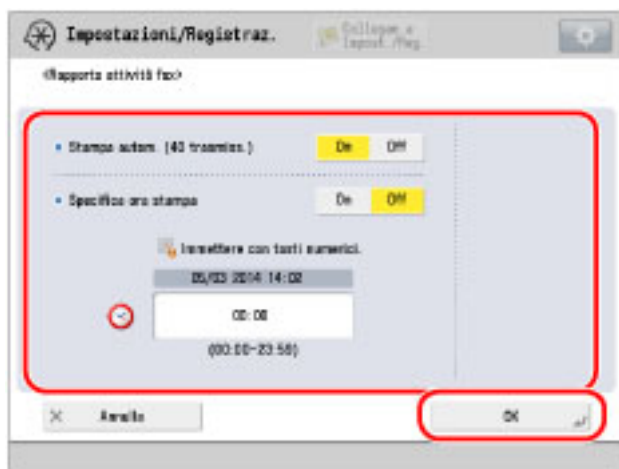 Impostazioni/Registraz.
Collegam. a
Impost./Reg.
<Rapporto attività fax>
• Stampa autom. (40 trasmiss.) On Off
• Specifica ora stampa On Off
Immettere con tasti numerici.
05/03 2014 14:02
00:00
(00:00-23:59)
Annulla
OK